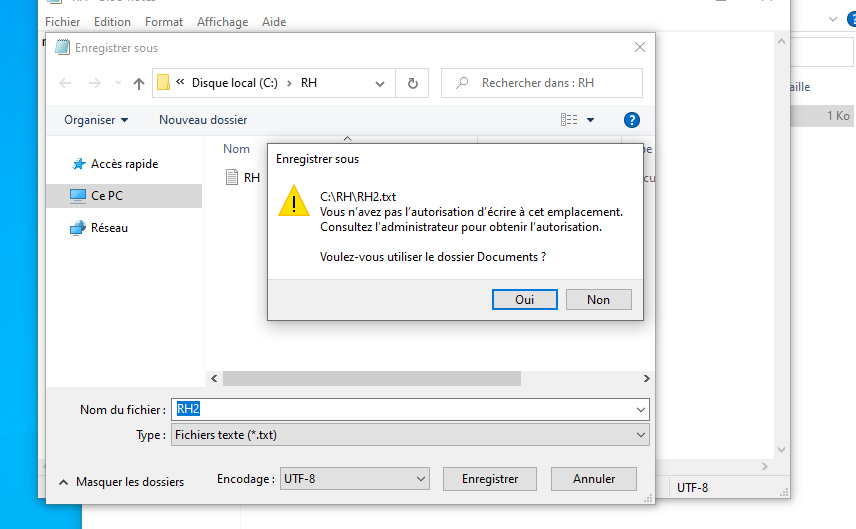 Fichier Edition Format Affichage Aide
Enregistrer sous
« Disque local (C:) › RH
Rechercher dans : RH
Organiser
Nouveau dossier
?
Nom
Accès rapide
RH
Ce PC
Réseau
Enregistrer sous
C:\RH\RH2.txt
Vous n'avez pas l'autorisation d'écrire à cet emplacement.
Consultez l'administrateur pour obtenir l'autorisation.
Voulez-vous utiliser le dossier Documents ?
Oui
Non
aille
1 Ko
Nom du fichier : RH2
Type : Fichiers texte (*.txt)
Masquer les dossiers
Encodage : UTF-8
Enregistrer
Annuler
UTF-8